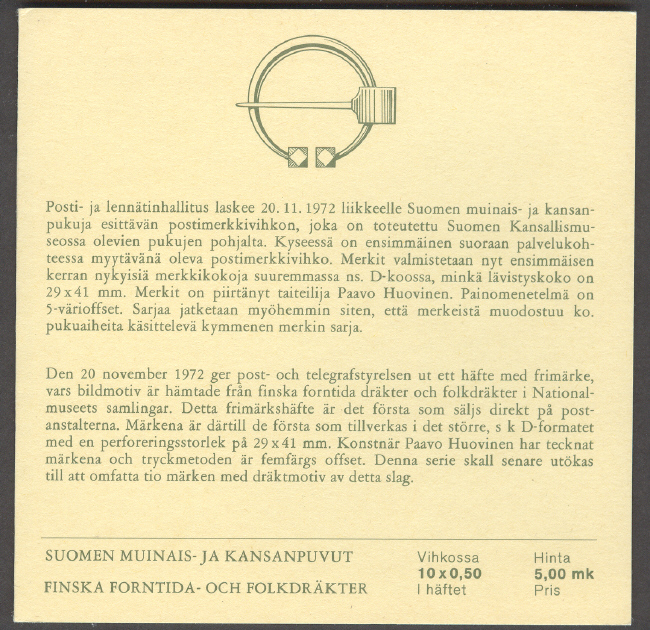 Posti- ja lennätinhallitus laskee 20.11.1972 liikkeelle Suomen muinais- ja kansan-
pukuja esittävän postimerkkivihkon, joka on toteutettu Suomen Kansallismu-
seossa olevien pukujen pohjalta. Kyseessä on ensimmäinen suoraan palvelukoh-
teessa myytävänä oleva postimerkkivihko. Merkit valmistetaan nyt ensimmäisen
kerran nykyisiä merkkikokoja suuremmassa ns. D-koossa, minkä lävistyskoko on
29 x 41 mm. Merkit on piirtänyt taiteilija Paavo Huovinen. Painomenetelmä on
5-värioffset. Sarjaa jatketaan myöhemmin siten, että merkeistä muodostuu ko.
pukuaiheita käsittelevä kymmenen merkin sarja.
Den 20 november 1972 ger post- och telegrafstyrelsen ut ett häfte med frimärke,
vars bildmotiv är hämtade från finska forntida dräkter och folkdräkter i National-
museets samlingar. Detta frimärkshäfte är det första som säljs direkt på post-
anstalterna. Märkena är därtill de första som tillverkas i det större, s k D-formatet
med en perforeringsstorlek på 29 x 41 mm. Konstnär Paavo Huovinen har tecknat
märkena och tryckmetoden är femfärgs offset. Denna serie skall senare utökas
till att omfatta tio märken med dräktmotiv av detta slag.
SUOMEN MUINAIS- JA KANSANPUVUT
FINSKA FORNTIDA- OCH FOLKDRÄKTER
Vihkossa
10 x 0,50
I häftet
Hinta
5,00 mk
Pris